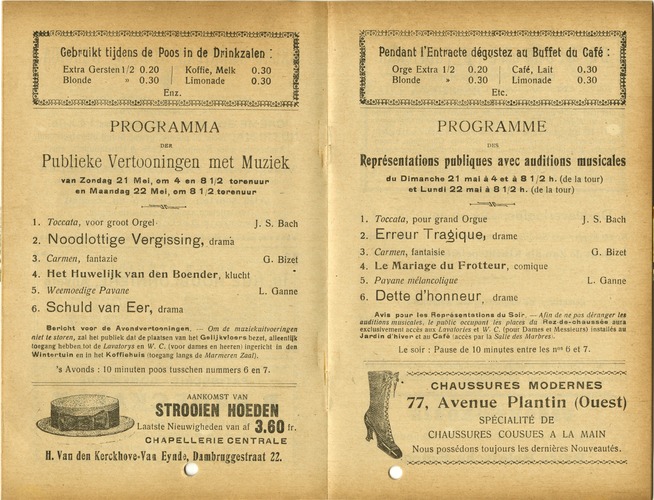 Gebruikt tijdens de Poos in de Drinkzalen :
Extra Gersten 1/2 0.20 | Koffie, Melk 0.30
Blonde » 0.30 | Limonade 0.30
Enz.
PROGRAMMA
DER
Publieke Vertooningen met Muziek
van Zondag 21 Mei, om 4 en 8 1/2 torenuur
en Maandag 22 Mei, om 8 1/2 torenuur
1. Toccata, voor groot Orgel J. S. Bach
2. Noodlottige Vergissing, drama
3. Carmen, fantazie G. Bizet
4. Het Huwelijk van den Boender, klucht
5. Weemoedige Pavane L. Ganne
6. Schuld van Eer, drama
Bericht voor de Avondvertooningen. — Om de muziekuitvoeringen
niet te storen, zal het publiek dat de plaatsen van het Gelijkvloers bezet, alleenlijk
toegang hebben tot de Lavatorys en W. C. (voor dames en heeren) ingericht in den
Wintertuin en in het Koffiehuis (toegang langs de Marmeren Zaal).
's Avonds : 10 minuten poos tusschen nummers 6 en 7.
AANKOMST VAN
STROOIEN HOEDEN
Laatste Nieuwigheden van af 3.60 fr.
CHAPELLERIE CENTRALE
H. Van den Kerckhove-Van Eynde, Dambruggestraat 22.
Pendant l'Entracte dégustez au Buffet du Café :
Orge Extra 1/2 0.20 | Café, Lait 0.30
Blonde » 0.30 | Limonade 0.30
Etc.
PROGRAMME
DES
Représentations publiques avec auditions musicales
du Dimanche 21 mai à 4 et à 8 1/2 h. (de la tour)
et Lundi 22 mai à 8 1/2 h. (de la tour)
1. Toccata, pour grand Orgue J. S. Bach
2. Erreur Tragique, drame
3. Carmen, fantaisie G. Bizet
4. Le Mariage du Frotteur, comique
5. Pavane mélancolique L. Ganne
6. Dette d'honneur, drame
Avis pour les Représentations du Soir. — Afin de ne pas déranger les
auditions musicales, le public occupant les places du Rez-de-chaussée aura
exclusivement accès aux Lavatories et W. C. (pour Dames et Messieurs) installés au
Jardin d'hiver et au Café (accès par la Salle des Marbres).
Le soir : Pause de 10 minutes entre les nos 6 et 7.
CHAUSSURES MODERNES
77, Avenue Plantin (Ouest)
SPÉCIALITÉ DE
CHAUSSURES COUSUES A LA MAIN
Nous possédons toujours les dernières Nouveautés.